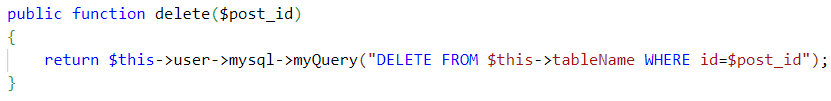 public function delete($post_id)
{
    return $this->user->mysql->myQuery("DELETE FROM $this->tableName WHERE id=$post_id");
}